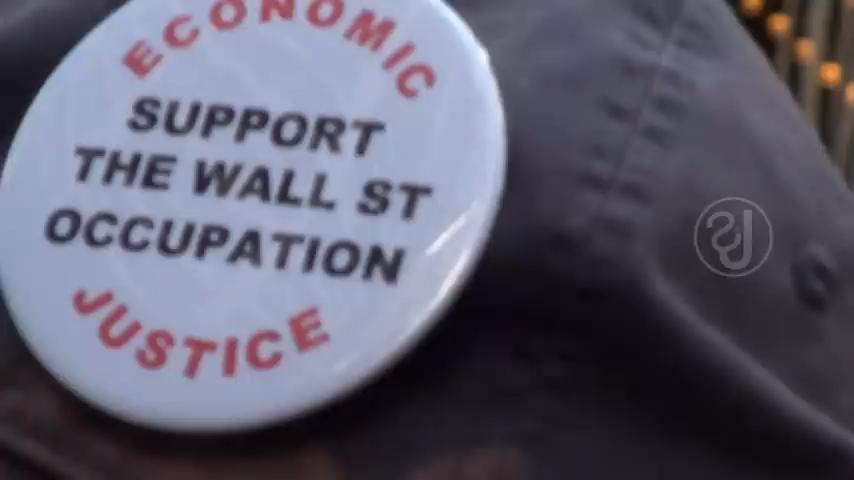 ECONOMIC
SUPPORT
THE WALL ST
OCCUPATION
JUSTICE